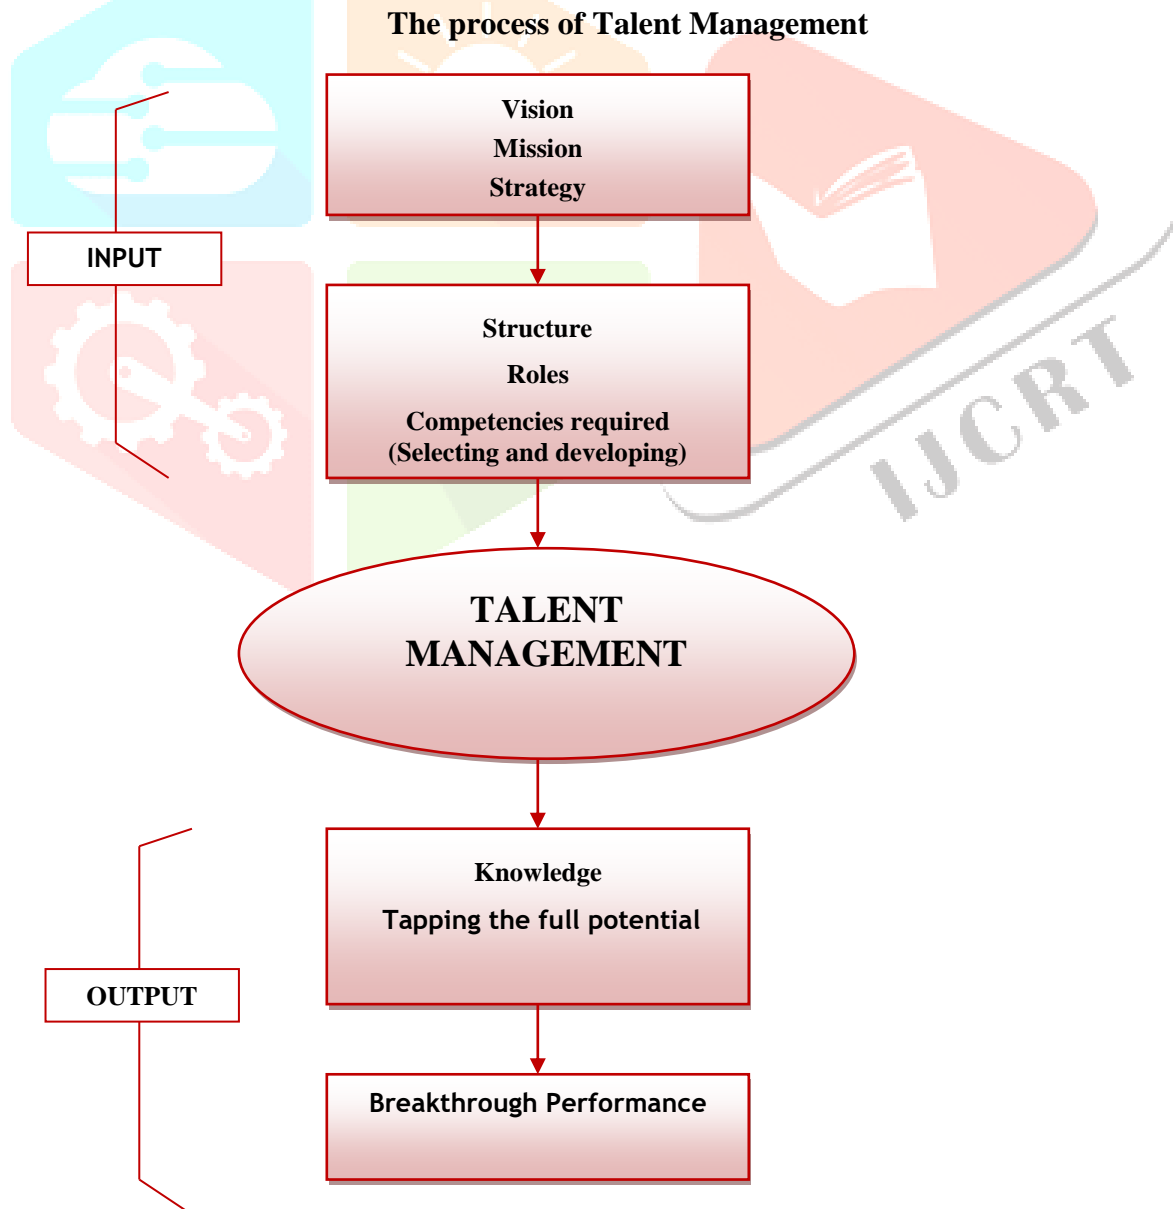 The process of Talent Management
Vision
Mission
Strategy
INPUT
Structure
Roles
Competencies required
(Selecting and developing)
IJCRT
TALENT
MANAGEMENT
Knowledge
Tapping the full potential
OUTPUT
Breakthrough Performance